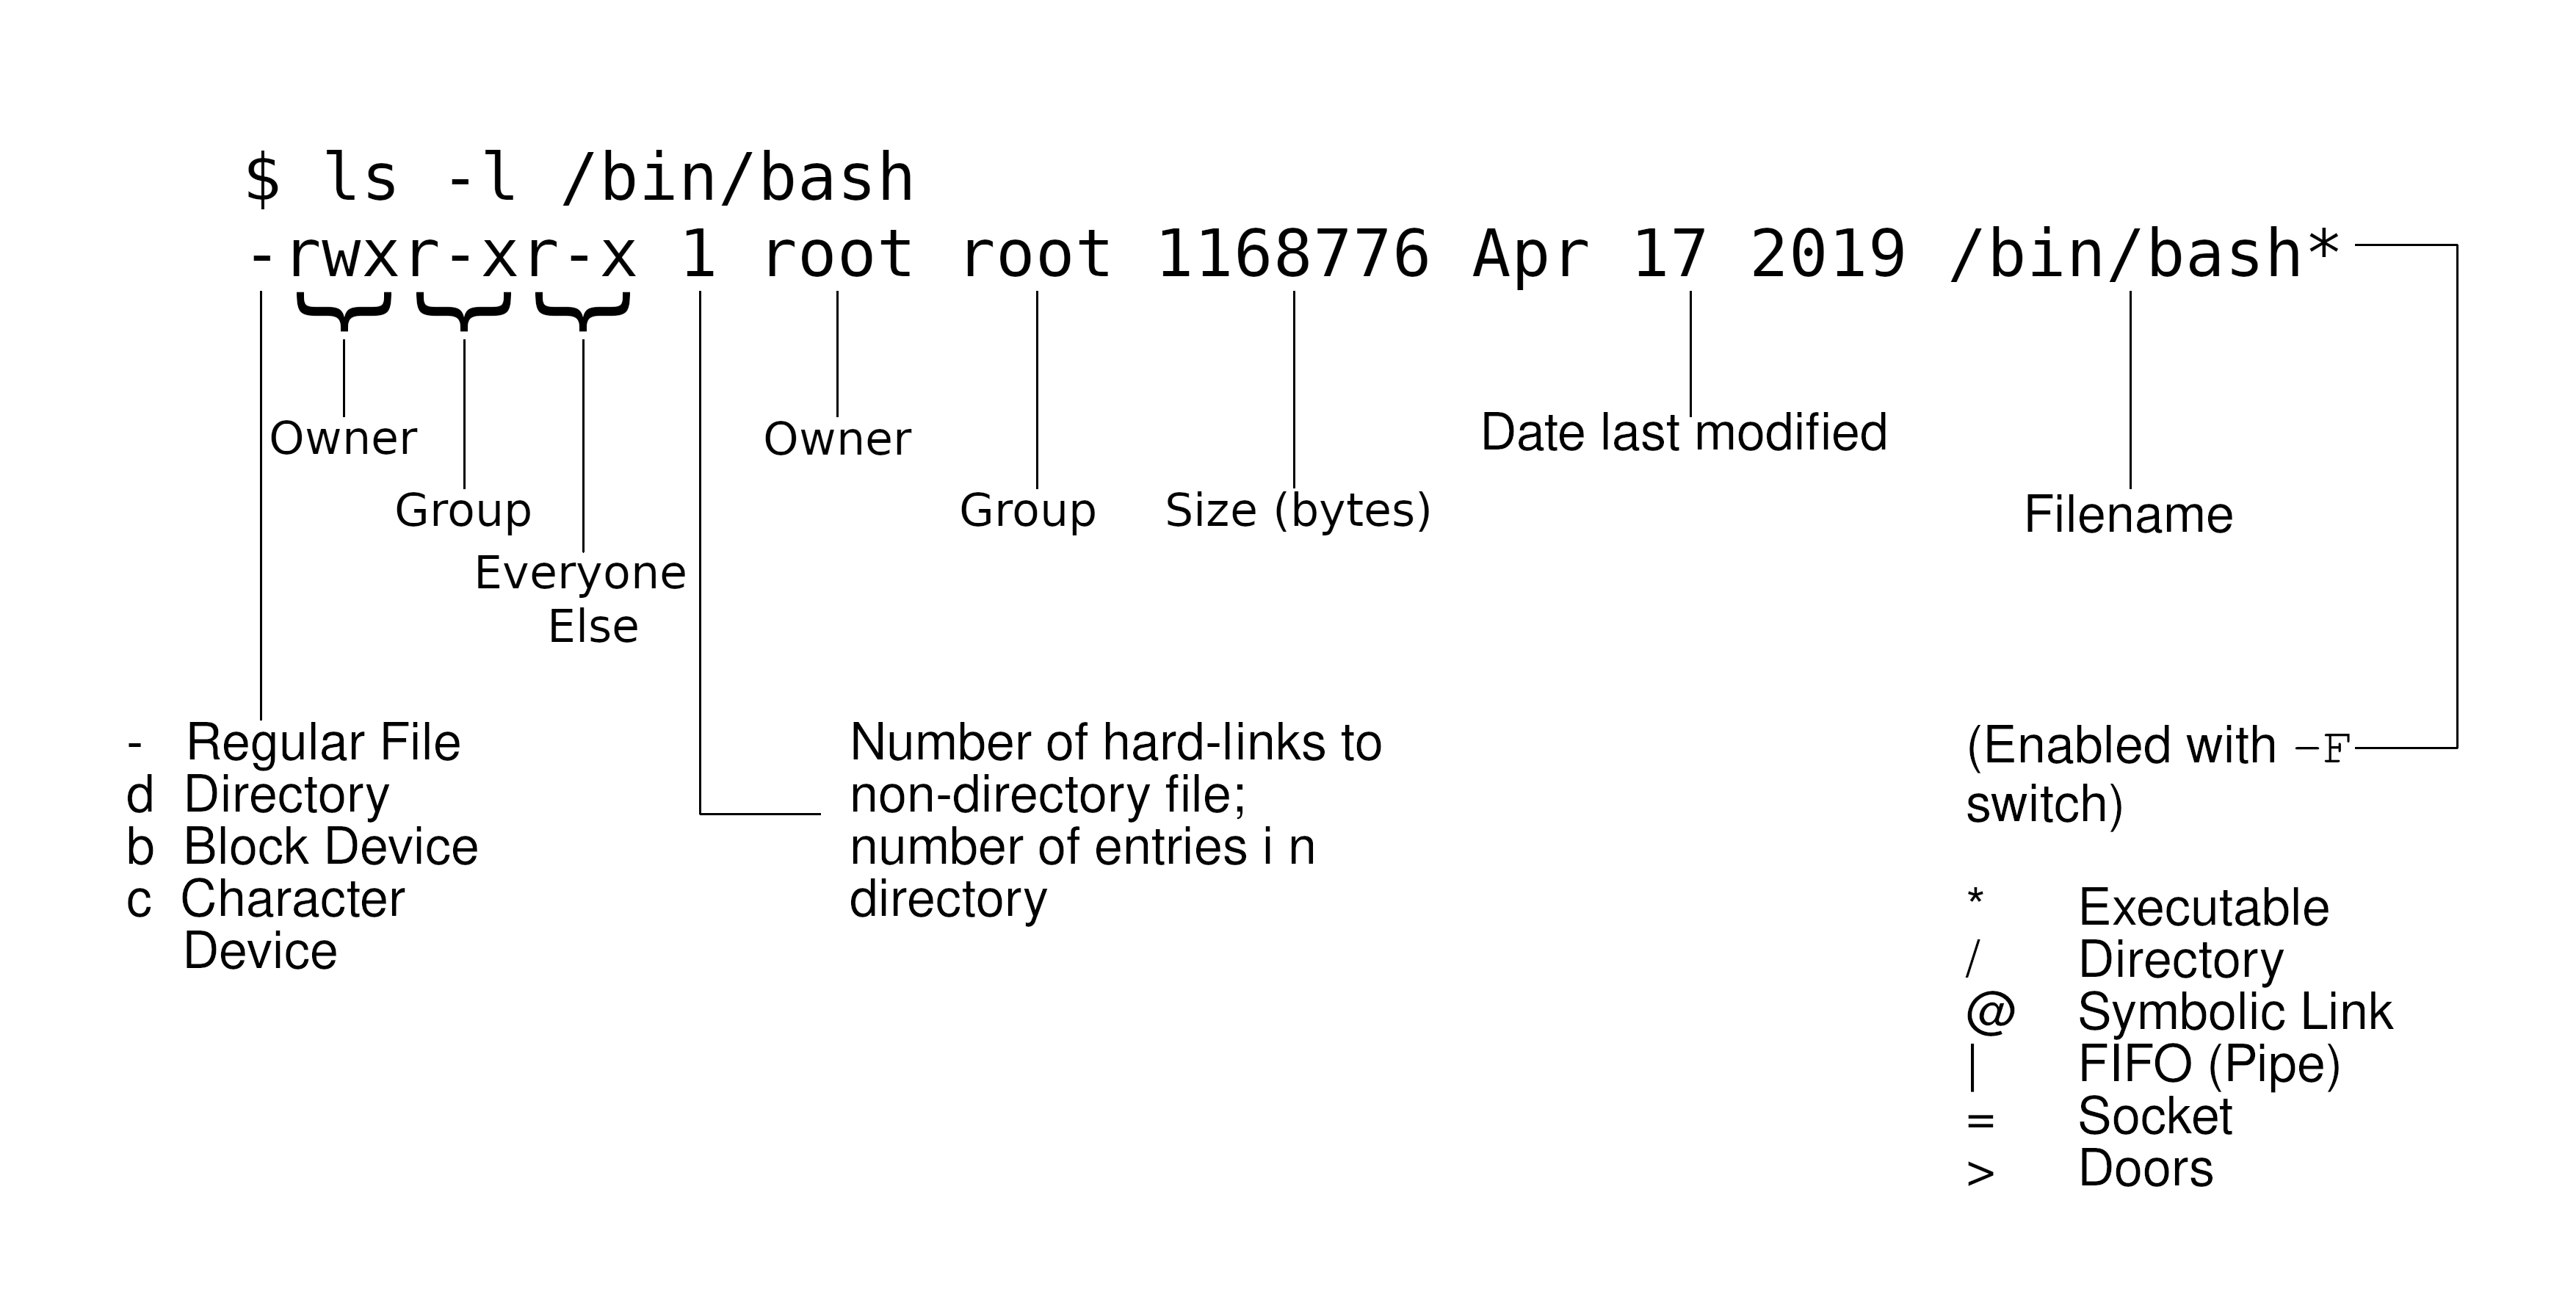 $ ls -l /bin/bash
-rwxr-xr-x 1 root root 1168776 Apr 17 2019 /bin/bash*
Owner
Group
Everyone
Else
Owner
Group
Size (bytes)
Date last modified
Filename
- Regular File
d Directory
b Block Device
c Character
Device
Number of hard-links to
non-directory file;
number of entries i n
directory
(Enabled with -F
switch)
* Executable
/ Directory
@ Symbolic Link
| FIFO (Pipe)
= Socket
> Doors